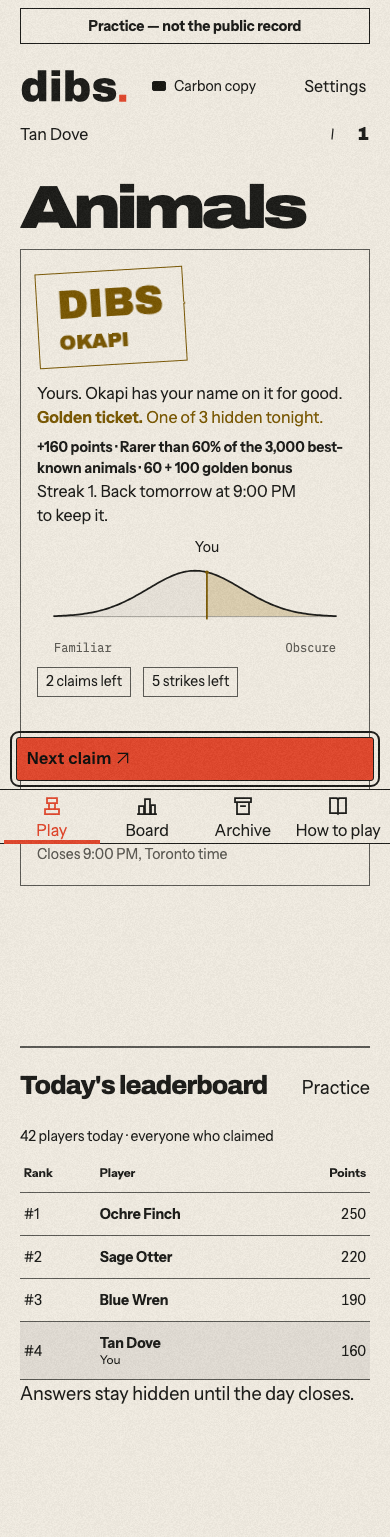 Practice — not the public record
dibs.
Carbon copy
Settings
Tan Dove
1
Animals
DIBS
OKAPI
Yours. Okapi has your name on it for good.
Golden ticket. One of 3 hidden tonight.
+160 points · Rarer than 60% of the 3,000 best-
known animals · 60 + 100 golden bonus
Streak 1. Back tomorrow at 9:00 PM
to keep it.
You
Familiar
Obscure
2 claims left
5 strikes left
Next claim
Play
Board
Archive
How to play
Closes 9:00 PM, Toronto time
Today's leaderboard
Practice
42 players today · everyone who claimed
Rank Player Points
#1 Ochre Finch 250
#2 Sage Otter 220
#3 Blue Wren 190
#4 Tan Dove 160
You
Answers stay hidden until the day closes.